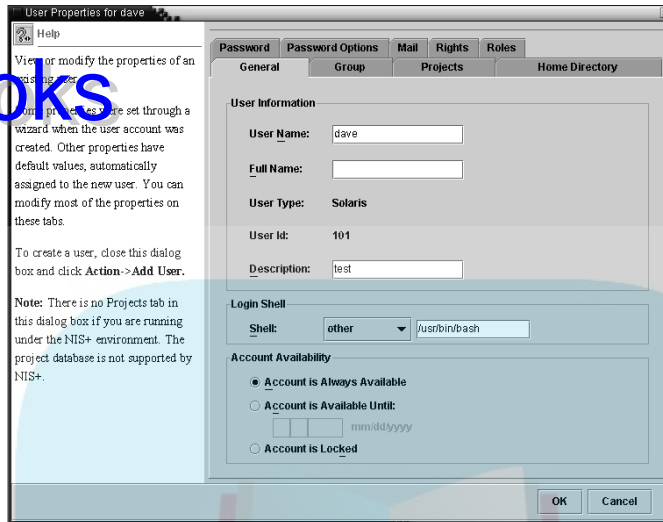 User Properties for dave
Help
View or modify the properties of an
existing user.
oks
Some properties were set through a
wizard when the user account was
created. Other properties have
default values, automatically
assigned to the new user. You can
modify most of the properties on
these tabs.
To create a user, close this dialog
box and click Action->Add User.
Note: There is no Projects tab in
this dialog box if you are running
under the NIS+ environment. The
project database is not supported by
NIS+.
Password Password Options Mail Rights Roles
General Group Projects Home Directory
User Information
User Name: dave
Full Name:
User Type: Solaris
User Id: 101
Description: test
Login Shell
Shell: other /usr/bin/bash
Account Availability
Account is Always Available
Account is Available Until:
mm/dd/yyyy
Account is Locked
OK Cancel